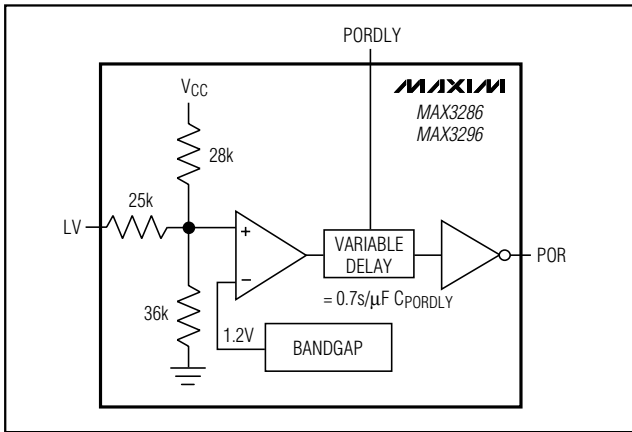 PORDLY
MAXIM
MAX3286
MAX3296
VCC
28k
25k
LV
+
−
VARIABLE
DELAY
POR
= 0.7s/μF CPORDLY
36k
1.2V
BANDGAP